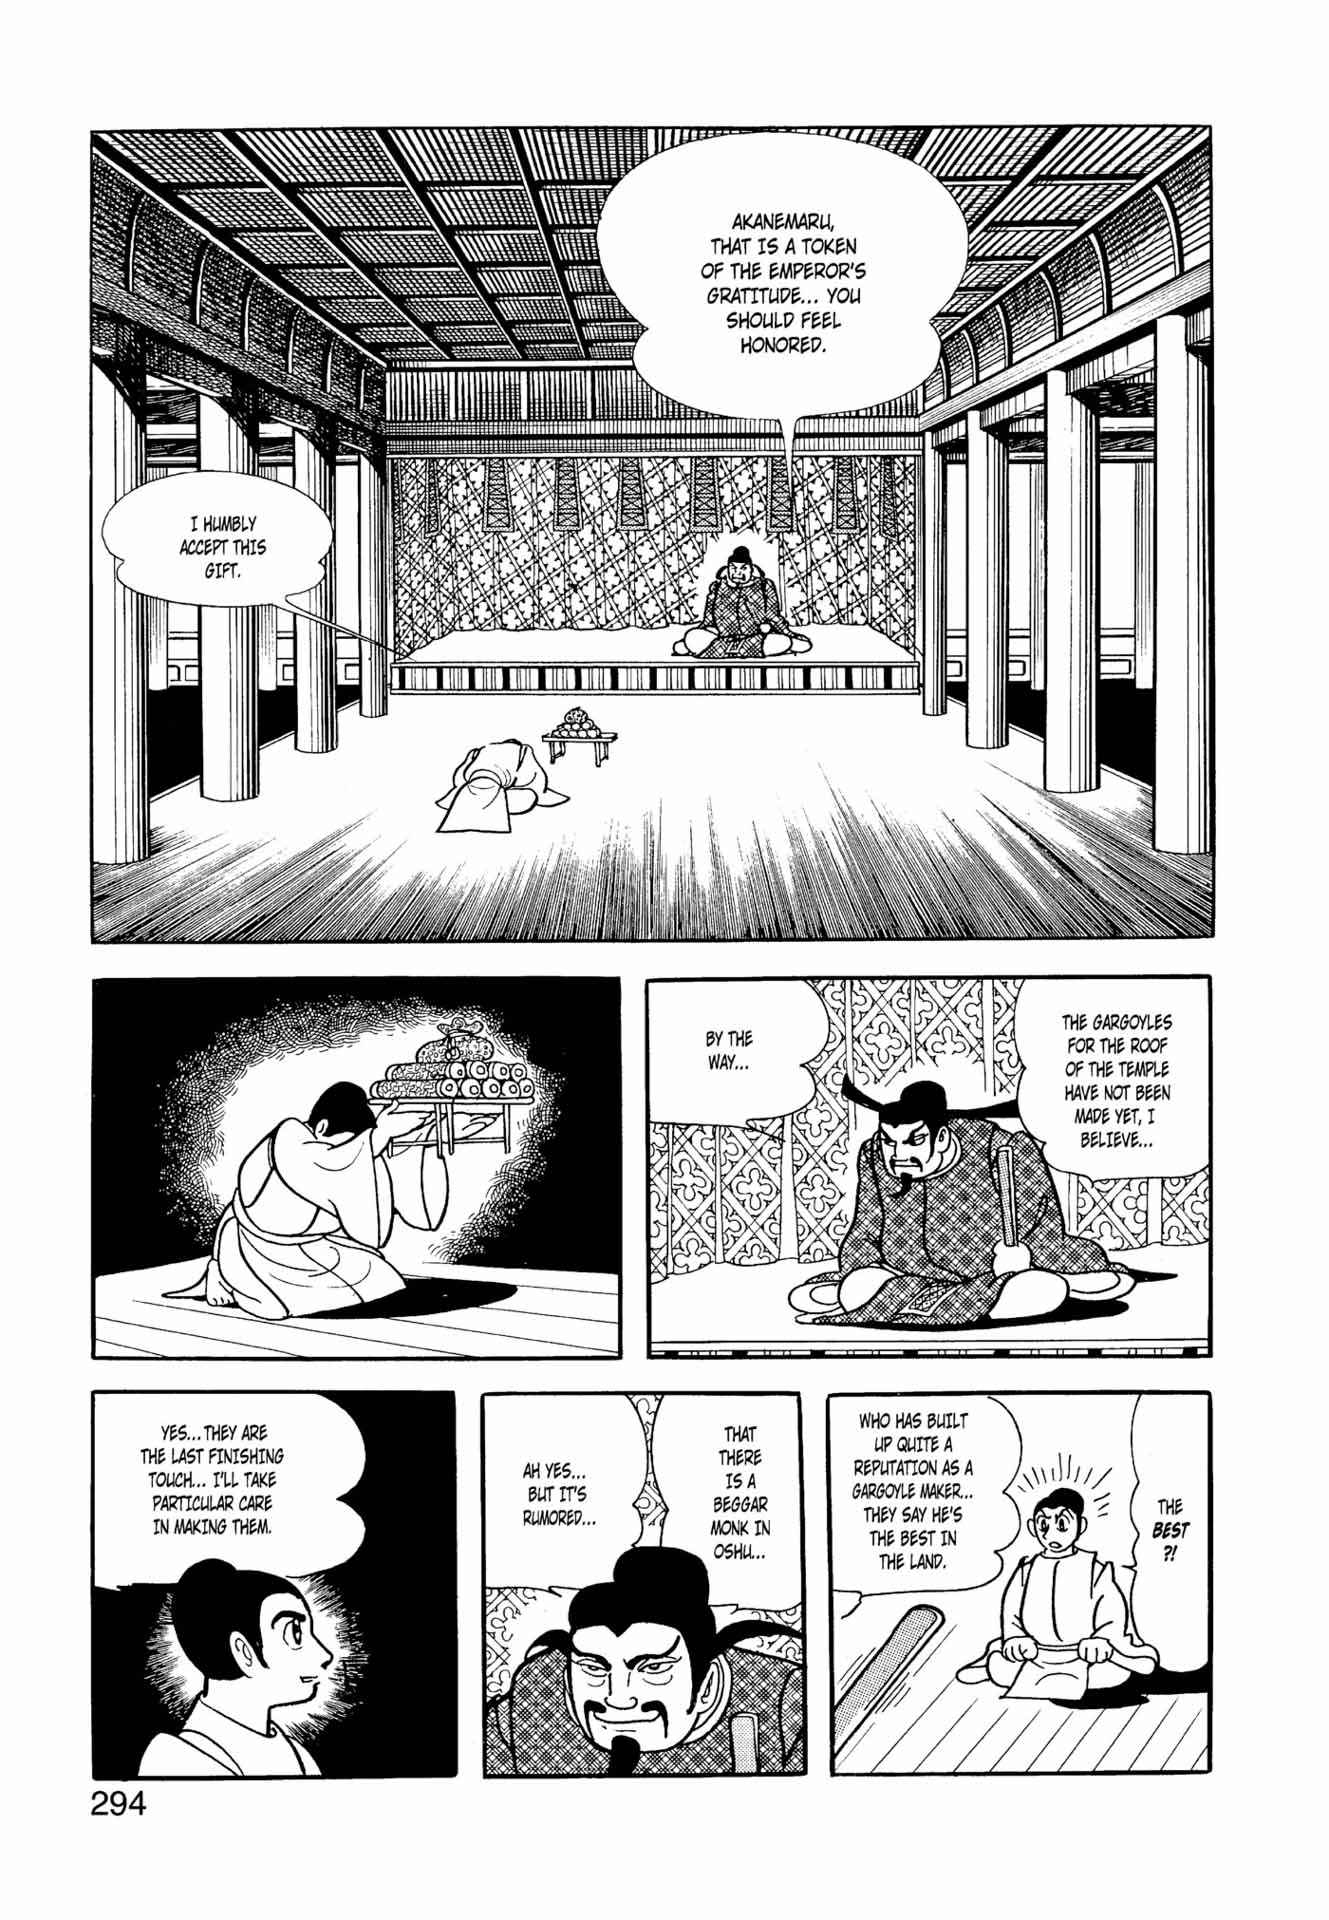 AKANEMARU,
THAT IS A TOKEN
OF THE EMPEROR'S
GRATITUDE... YOU
SHOULD FEEL
HONORED.
I HUMBLY
ACCEPT THIS
GIFT.
BY THE
WAY...
THE GARGOYLES
FOR THE ROOF
OF THE TEMPLE
HAVE NOT BEEN
MADE YET, I
BELIEVE...
YES... THEY ARE
THE LAST FINISHING
TOUCH... I'LL TAKE
PARTICULAR CARE
IN MAKING THEM.
AH YES...
BUT IT'S
RUMORED...
THAT
THERE
IS A
BEGGAR
MONK IN
OSHU...
WHO HAS BUILT
UP QUITE A
REPUTATION AS A
GARGOYLE MAKER...
THEY SAY HE'S
THE BEST IN
THE LAND.
THE
BEST
?!
294